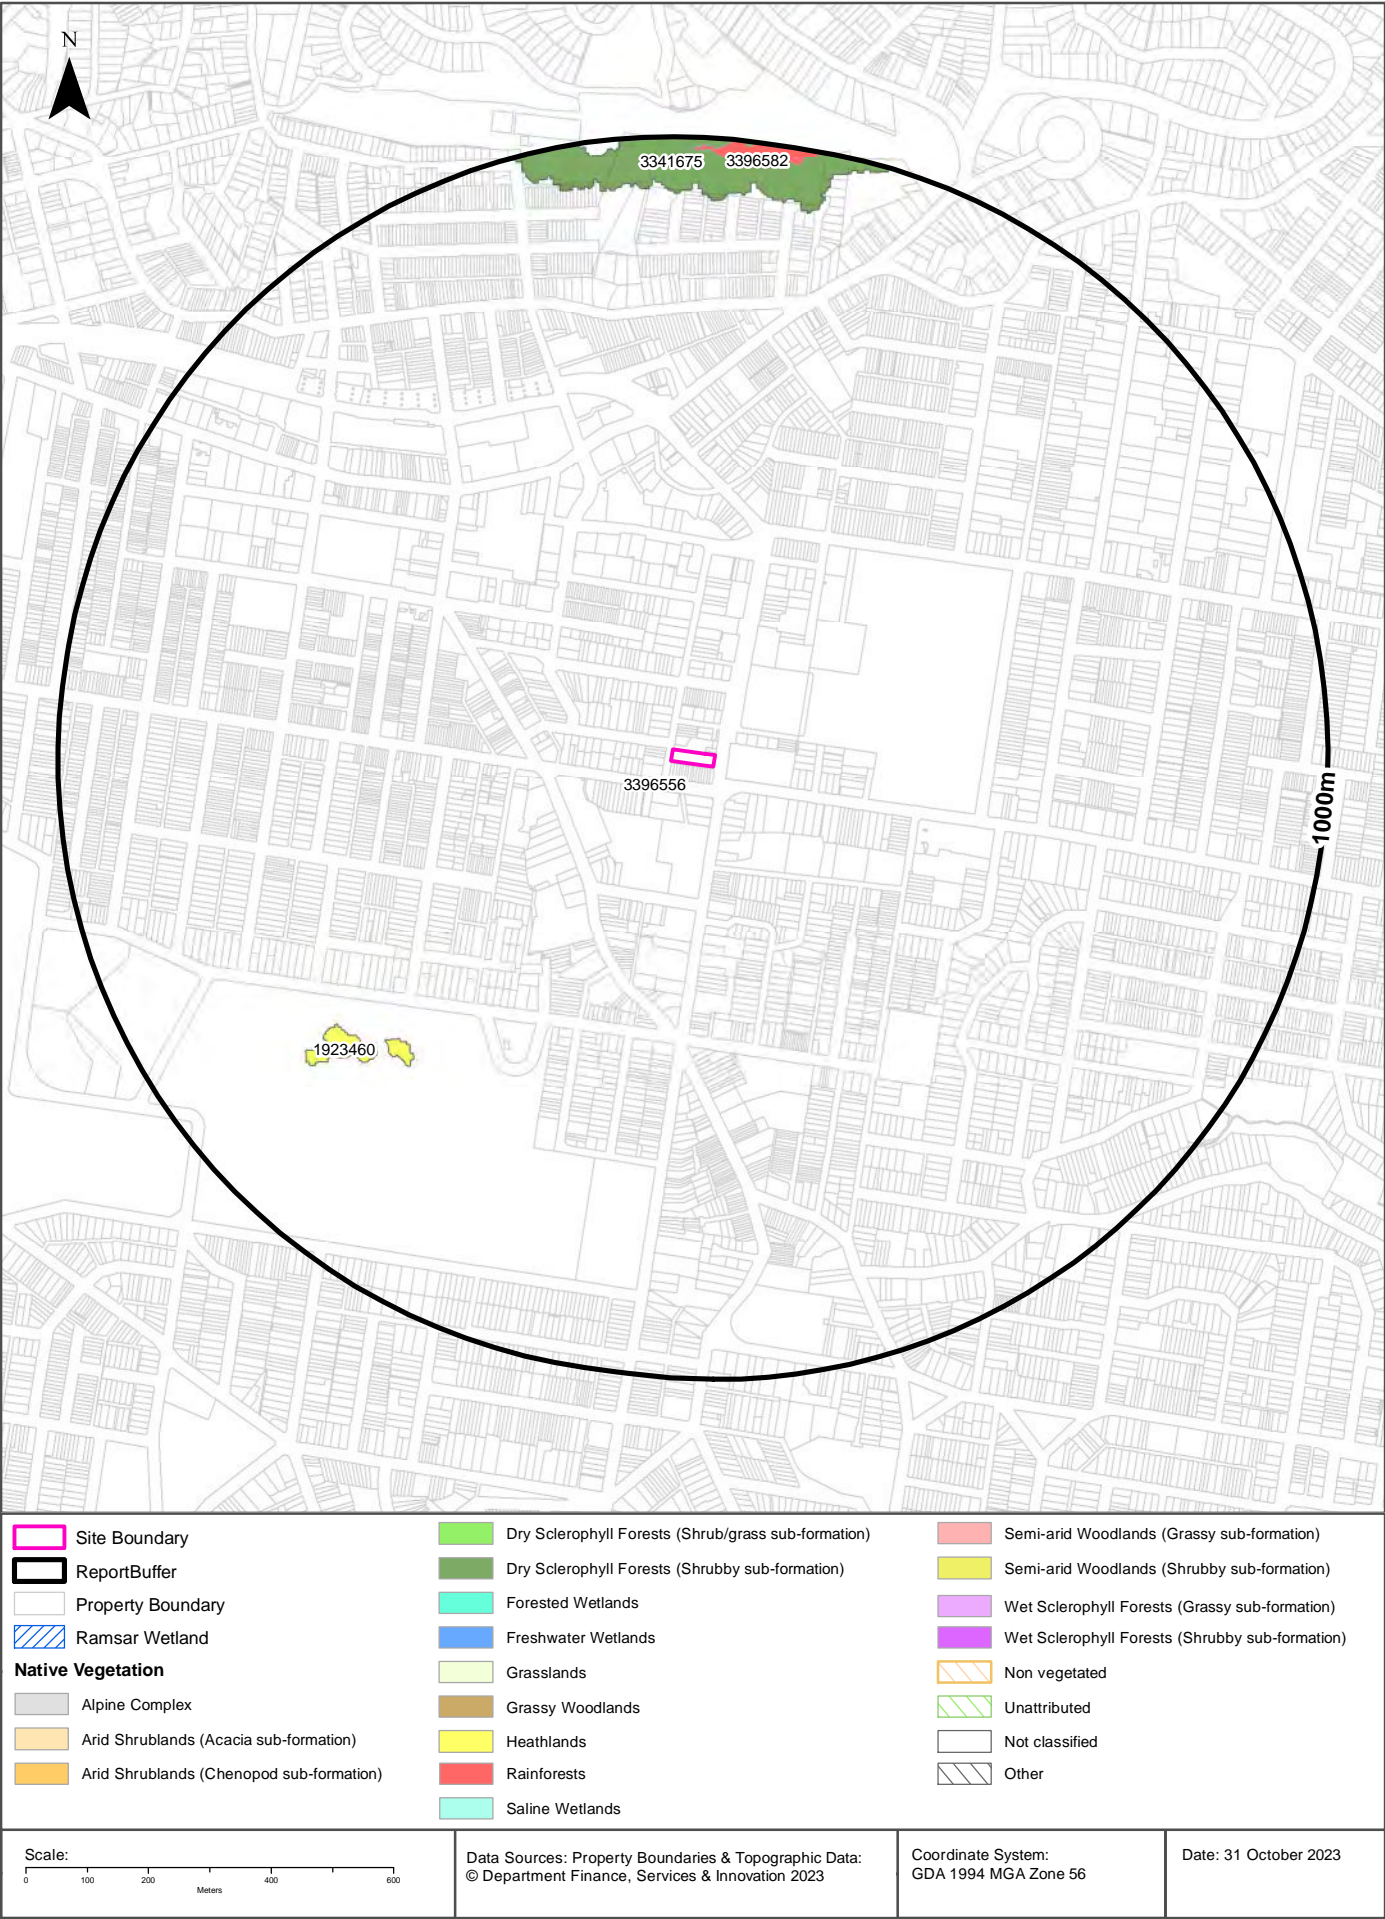 N
3341675
3396582
3396556
1000m
1923460
Site Boundary
ReportBuffer
Property Boundary
Ramsar Wetland
Native Vegetation
Alpine Complex
Arid Shrublands (Acacia sub-formation)
Arid Shrublands (Chenopod sub-formation)
Dry Sclerophyll Forests (Shrub/grass sub-formation)
Dry Sclerophyll Forests (Shrubby sub-formation)
Forested Wetlands
Freshwater Wetlands
Grasslands
Grassy Woodlands
Heathlands
Rainforests
Saline Wetlands
Semi-arid Woodlands (Grassy sub-formation)
Semi-arid Woodlands (Shrubby sub-formation)
Wet Sclerophyll Forests (Grassy sub-formation)
Wet Sclerophyll Forests (Shrubby sub-formation)
Non vegetated
Unattributed
Not classified
Other
Scale:
0 100 200 400 600
Meters
Data Sources: Property Boundaries & Topographic Data:
© Department Finance, Services & Innovation 2023
Coordinate System:
GDA 1994 MGA Zone 56
Date: 31 October 2023